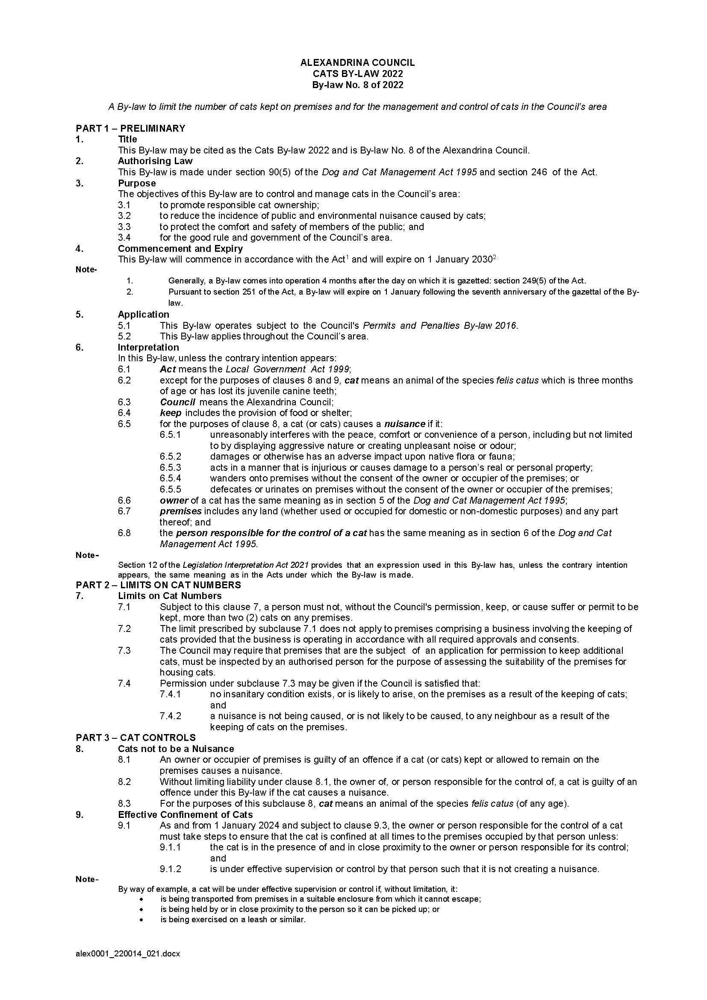 ALEXANDRINA COUNCIL
CATS BY-LAW 2022
By-law No. 8 of 2022
A By-law to limit the number of cats kept on premises and for the management and control of cats in the Council’s area
PART 1 – PRELIMINARY
1. Title
This By-law may be cited as the Cats By-law 2022 and is By-law No. 8 of the Alexandrina Council.
2. Authorising Law
This By-law is made under section 90(5) of the Dog and Cat Management Act 1995 and section 246 of the Act.
3. Purpose
The objectives of this By-law are to control and manage cats in the Council’s area:
3.1 to promote responsible cat ownership;
3.2 to reduce the incidence of public and environmental nuisance caused by cats;
3.3 to protect the comfort and safety of members of the public; and
3.4 for the good rule and government of the Council’s area.
4. Commencement and Expiry
This By-law will commence in accordance with the Act¹ and will expire on 1 January 2030².
Note-
1. Generally, a By-law comes into operation 4 months after the day on which it is gazetted: section 249(5) of the Act.
2. Pursuant to section 251 of the Act, a By-law will expire on 1 January following the seventh anniversary of the gazettal of the By-
law.
5. Application
5.1 This By-law operates subject to the Council's Permits and Penalties By-law 2016.
5.2 This By-law applies throughout the Council’s area.
6. Interpretation
In this By-law, unless the contrary intention appears:
6.1 Act means the Local Government Act 1999;
6.2 except for the purposes of clauses 8 and 9, cat means an animal of the species felis catus which is three months
of age or has lost its juvenile canine teeth;
6.3 Council means the Alexandrina Council;
6.4 keep includes the provision of food or shelter;
6.5 for the purposes of clause 8, a cat (or cats) causes a nuisance if it:
6.5.1 unreasonably interferes with the peace, comfort or convenience of a person, including but not limited
to by displaying aggressive nature or creating unpleasant noise or odour;
6.5.2 damages or otherwise has an adverse impact upon native flora or fauna;
6.5.3 acts in a manner that is injurious or causes damage to a person’s real or personal property;
6.5.4 wanders onto premises without the consent of the owner or occupier of the premises; or
6.5.5 defecates or urinates on premises without the consent of the owner or occupier of the premises;
6.6 owner of a cat has the same meaning as in section 5 of the Dog and Cat Management Act 1995;
6.7 premises includes any land (whether used or occupied for domestic or non-domestic purposes) and any part
thereof; and
6.8 the person responsible for the control of a cat has the same meaning as in section 6 of the Dog and Cat
Management Act 1995.
Note-
Section 12 of the Legislation Interpretation Act 2021 provides that an expression used in this By-law has, unless the contrary intention
appears, the same meaning as in the Acts under which the By-law is made.
PART 2 – LIMITS ON CAT NUMBERS
7. Limits on Cat Numbers
7.1 Subject to this clause 7, a person must not, without the Council's permission, keep, or cause suffer or permit to be
kept, more than two (2) cats on any premises.
7.2 The limit prescribed by subclause 7.1 does not apply to premises comprising a business involving the keeping of
cats provided that the business is operating in accordance with all required approvals and consents.
7.3 The Council may require that premises that are the subject of an application for permission to keep additional
cats, must be inspected by an authorised person for the purpose of assessing the suitability of the premises for
housing cats.
7.4 Permission under subclause 7.3 may be given if the Council is satisfied that:
7.4.1 no insanitary condition exists, or is likely to arise, on the premises as a result of the keeping of cats;
and
7.4.2 a nuisance is not being caused, or is not likely to be caused, to any neighbour as a result of the
keeping of cats on the premises.
PART 3 – CAT CONTROLS
8. Cats not to be a Nuisance
8.1 An owner or occupier of premises is guilty of an offence if a cat (or cats) kept or allowed to remain on the
premises causes a nuisance.
8.2 Without limiting liability under clause 8.1, the owner of, or person responsible for the control of, a cat is guilty of an
offence under this By-law if the cat causes a nuisance.
8.3 For the purposes of this subclause 8, cat means an animal of the species felis catus (of any age).
9. Effective Confinement of Cats
9.1 As and from 1 January 2024 and subject to clause 9.3, the owner or person responsible for the control of a cat
must take steps to ensure that the cat is confined at all times to the premises occupied by that person unless:
9.1.1 the cat is in the presence of and in close proximity to the owner or person responsible for its control;
and
9.1.2 is under effective supervision or control by that person such that it is not creating a nuisance.
Note-
By way of example, a cat will be under effective supervision or control if, without limitation, it:
• is being transported from premises in a suitable enclosure from which it cannot escape;
• is being held by or in close proximity to the person so it can be picked up; or
• is being exercised on a leash or similar.
alex0001_220014_021.docx